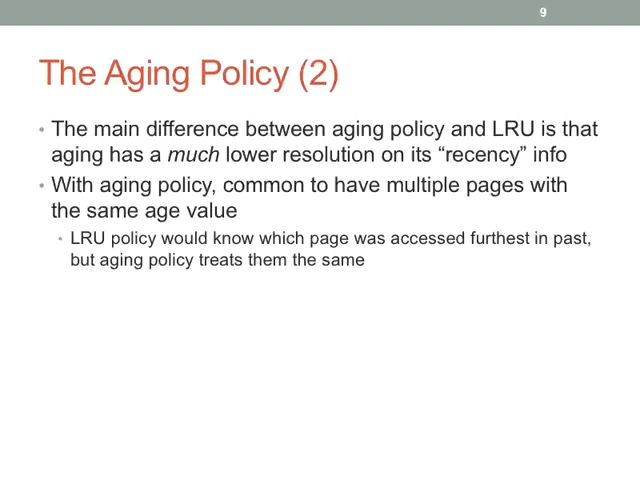 9
The Aging Policy (2)
• The main difference between aging policy and LRU is that
aging has a much lower resolution on its “recency” info
• With aging policy, common to have multiple pages with
the same age value
• LRU policy would know which page was accessed furthest in past,
but aging policy treats them the same